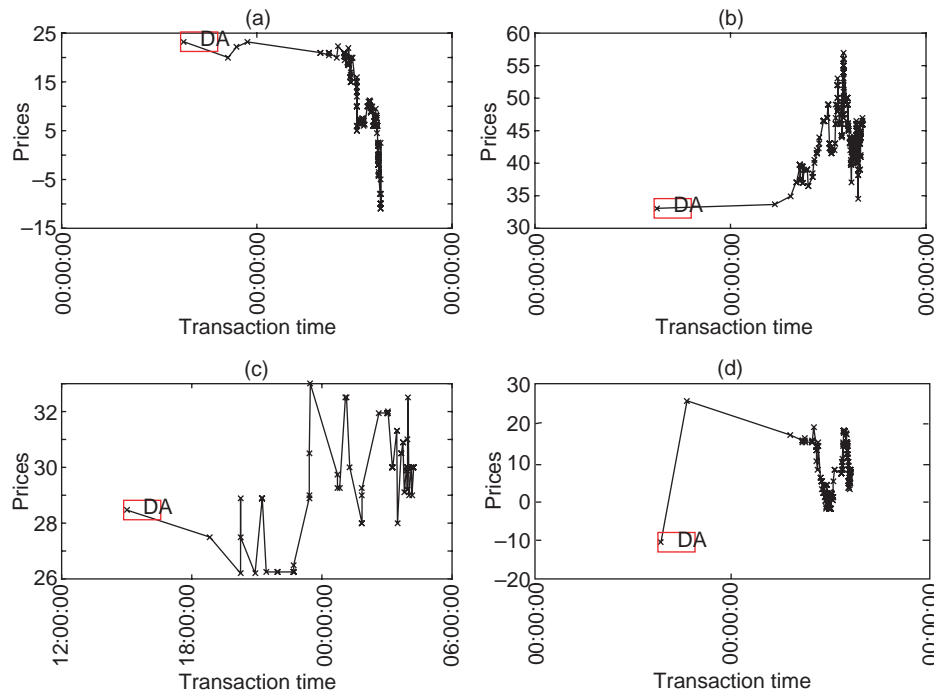 (a)
25
15
5
−5
−15
Prices
DA
00:00:00
00:00:00
00:00:00
Transaction time
(b)
60
55
50
45
40
35
30
Prices
DA
00:00:00
00:00:00
00:00:00
Transaction time
(c)
32
30
28
26
Prices
DA
12:00:00
18:00:00
00:00:00
06:00:00
Transaction time
(d)
30
20
10
0
−10
−20
Prices
DA
00:00:00
00:00:00
00:00:00
Transaction time